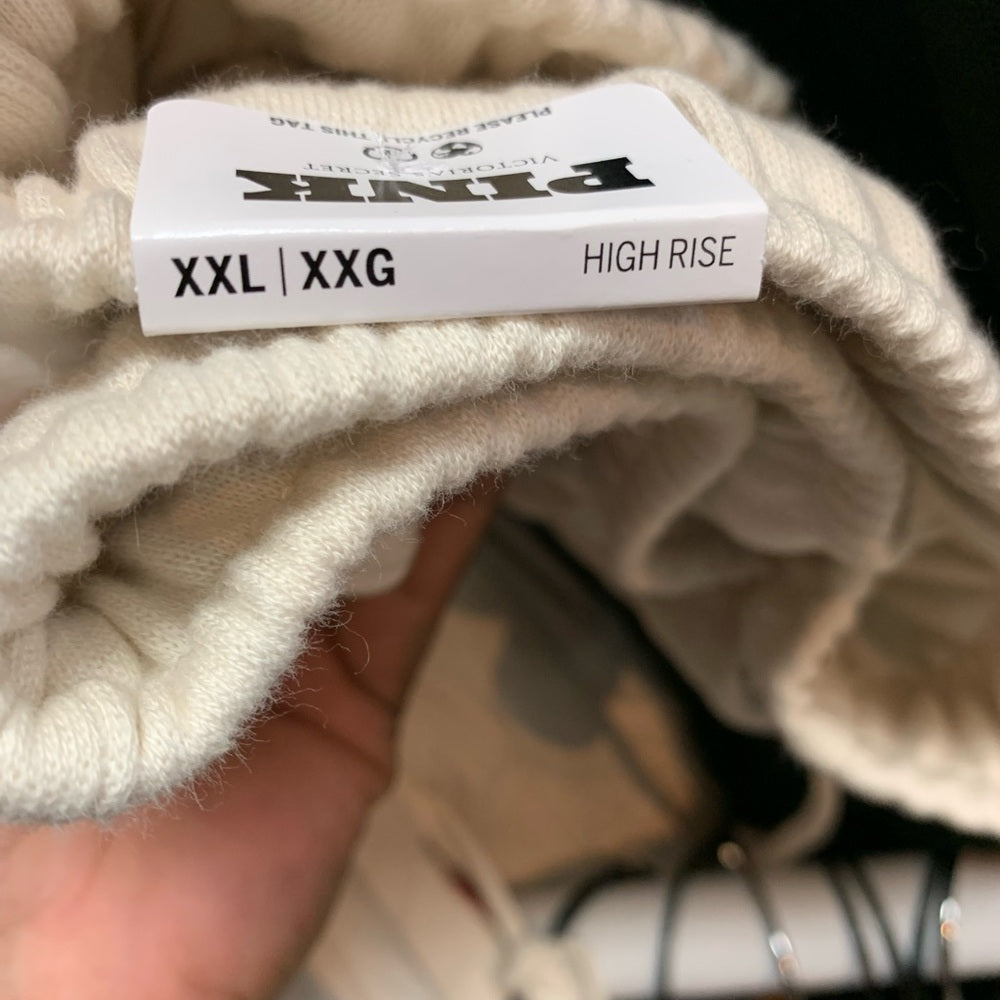 PINK
VICTORIA'S SECRET
PLEASE RECYCLE THIS TAG
XXL | XXG
HIGH RISE